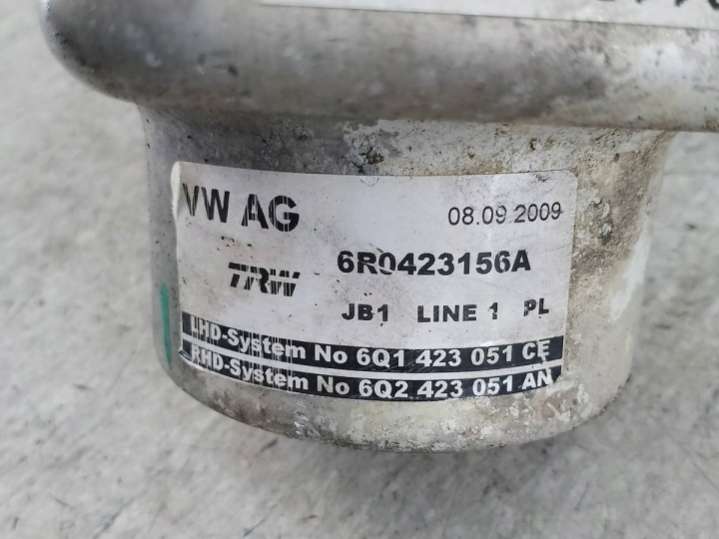 VW AG 08.09.2009
TRW 6R0423156A
JB1 LINE 1 PL
LHD-System No 6Q1 423 051 CE
RHD-System No 6Q2 423 051 AN